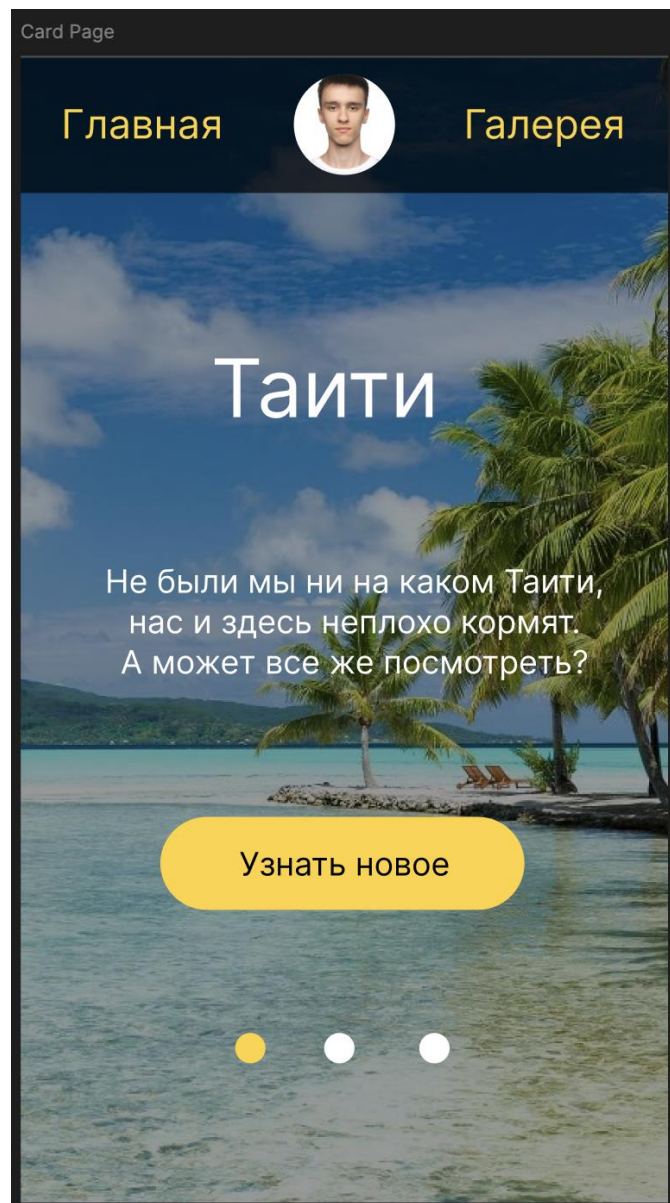 Card Page
Главная
Галерея
Таити
Не были мы ни на каком Таити,
нас и здесь неплохо кормят.
А может все же посмотреть?
Узнать новое